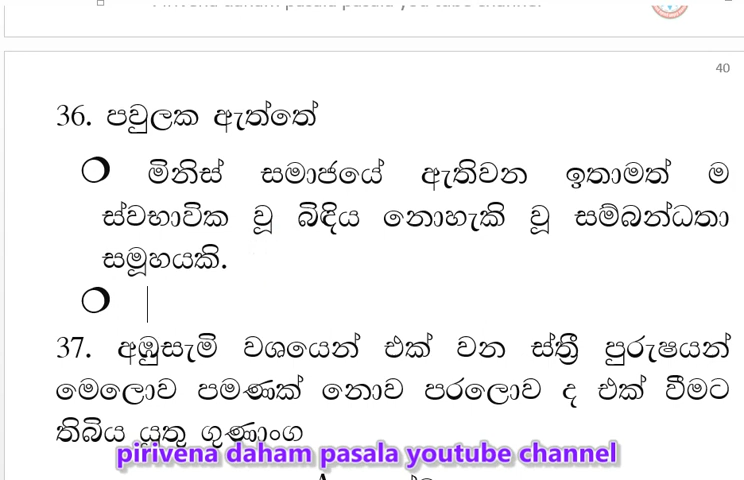 40
36. පවුලක ඇත්තේ
මිනිස් සමාජයේ ඇතිවන ඉතාමත් ම
ස්වභාවික වූ බිඳිය නොහැකි වූ සම්බන්ධතා
සමූහයකි.
37. අඹුසැමි වශයෙන් එක් වන ස්ත්‍රී පුරුෂයන්
මෙලොව පමණක් නොව පරලොව ද එක් වීමට
තිබිය යුතු ගුණාංග
pirivena daham pasala youtube channel